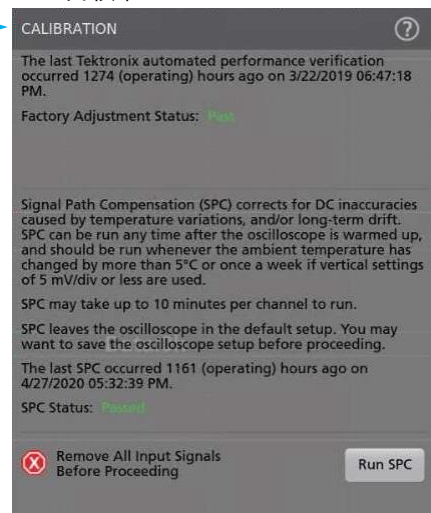 CALIBRATION
The last Tektronix automated performance verification
occurred 1274 (operating) hours ago on 3/22/2019 06:47:18
PM.
Factory Adjustment Status:
Signal Path Compensation (SPC) corrects for DC inaccuracies
caused by temperature variations, and/or long-term drift.
SPC can be run any time after the oscilloscope is warmed up,
and should be run whenever the ambient temperature has
changed by more than 5°C or once a week if vertical settings
of 5 mV/div or less are used.
SPC may take up to 10 minutes per channel to run.
SPC leaves the oscilloscope in the default setup. You may
want to save the oscilloscope setup before proceeding.
The last SPC occurred 1161 (operating) hours ago on
4/27/2020 05:32:39 PM.
SPC Status: Passed
Remove All Input Signals
Before Proceeding
Run SPC